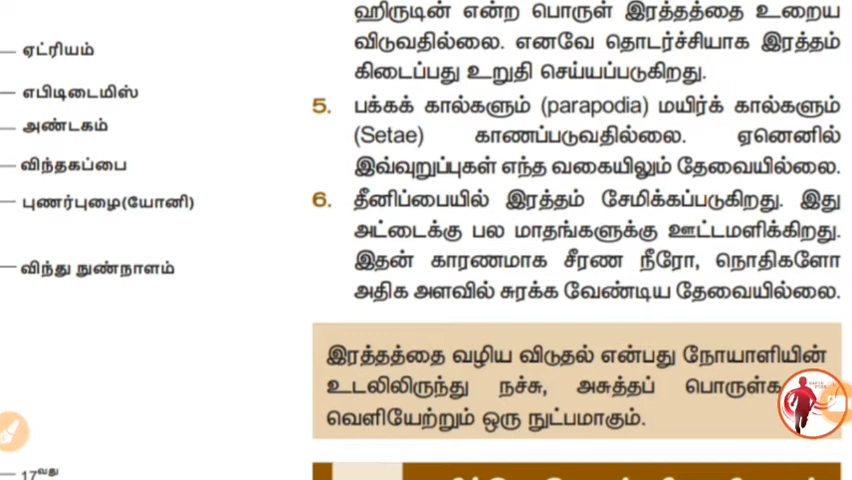 ஏட்ரியம்
எபிடிடைமிஸ்
அண்டகம்
விந்தகப்பை
புணர்புழை(யோனி)
விந்து நுண்நாளம்
17வது
ஹிருடின் என்ற பொருள் இரத்தத்தை உறைய
விடுவதில்லை. எனவே தொடர்ச்சியாக இரத்தம்
கிடைப்பது உறுதி செய்யப்படுகிறது.
5. பக்கக் கால்களும் (parapodia) மயிர்க் கால்களும்
(Setae) காணப்படுவதில்லை. ஏனெனில்
இவ்வுறுப்புகள் எந்த வகையிலும் தேவையில்லை.
6. தீனிப்பையில் இரத்தம் சேமிக்கப்படுகிறது. இது
அட்டைக்கு பல மாதங்களுக்கு ஊட்டமளிக்கிறது.
இதன் காரணமாக சீரண நீரோ, நொதிகளோ
அதிக அளவில் சுரக்க வேண்டிய தேவையில்லை.
இரத்தத்தை வழிய விடுதல் என்பது நோயாளியின்
உடலிலிருந்து நச்சு, அசுத்தப்
வெளியேற்றும் ஒரு நுட்பமாகும்.